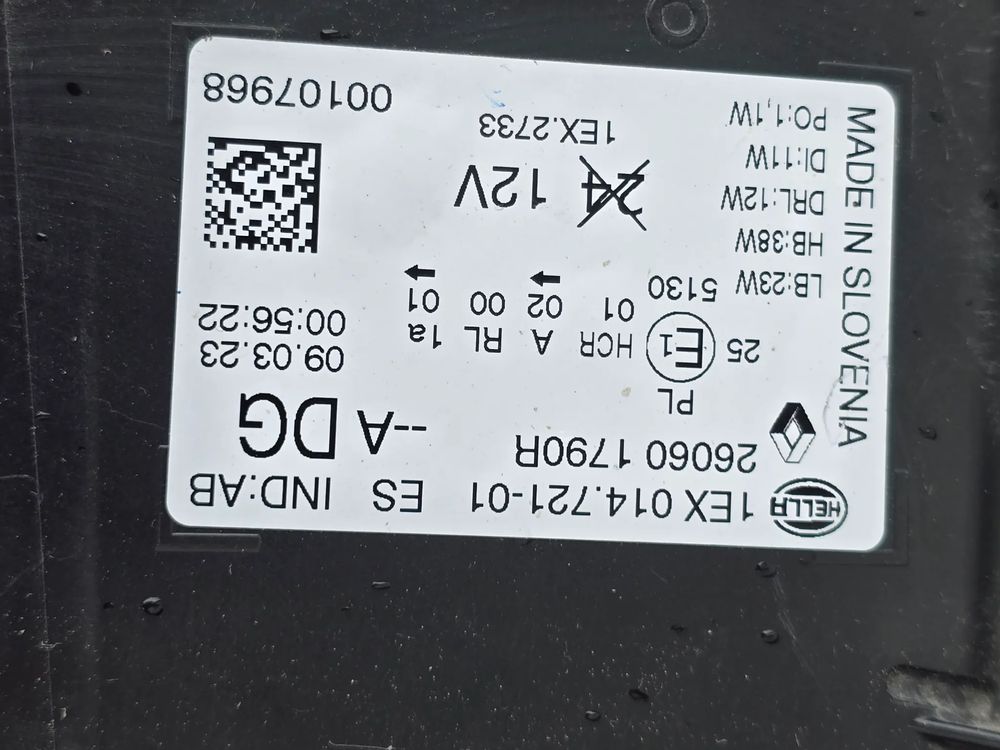 HELLA 1EX 014.721-01 ES IND:AB
26060 1790R --A DG
PL
25 E1 HCR A RL 1a 09.03.23
01 02 00 01 00:56:22
5130
LB:23W
HB:38W
DRL:12W
DI:11W
PO:1,1W
24 12V
1EX.2733
00107968
MADE IN SLOVENIA